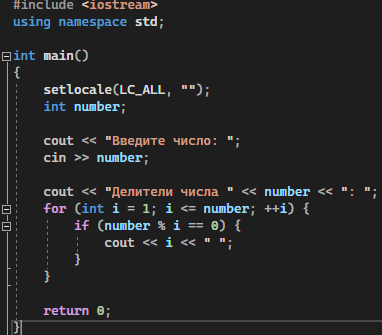 #include <iostream>
using namespace std;

int main()
{
    setlocale(LC_ALL, "");
    int number;

    cout << "Введите число: ";
    cin >> number;

    cout << "Делители числа " << number << ": ";
    for (int i = 1; i <= number; ++i) {
        if (number % i == 0) {
            cout << i << " ";
        }
    }

    return 0;
}